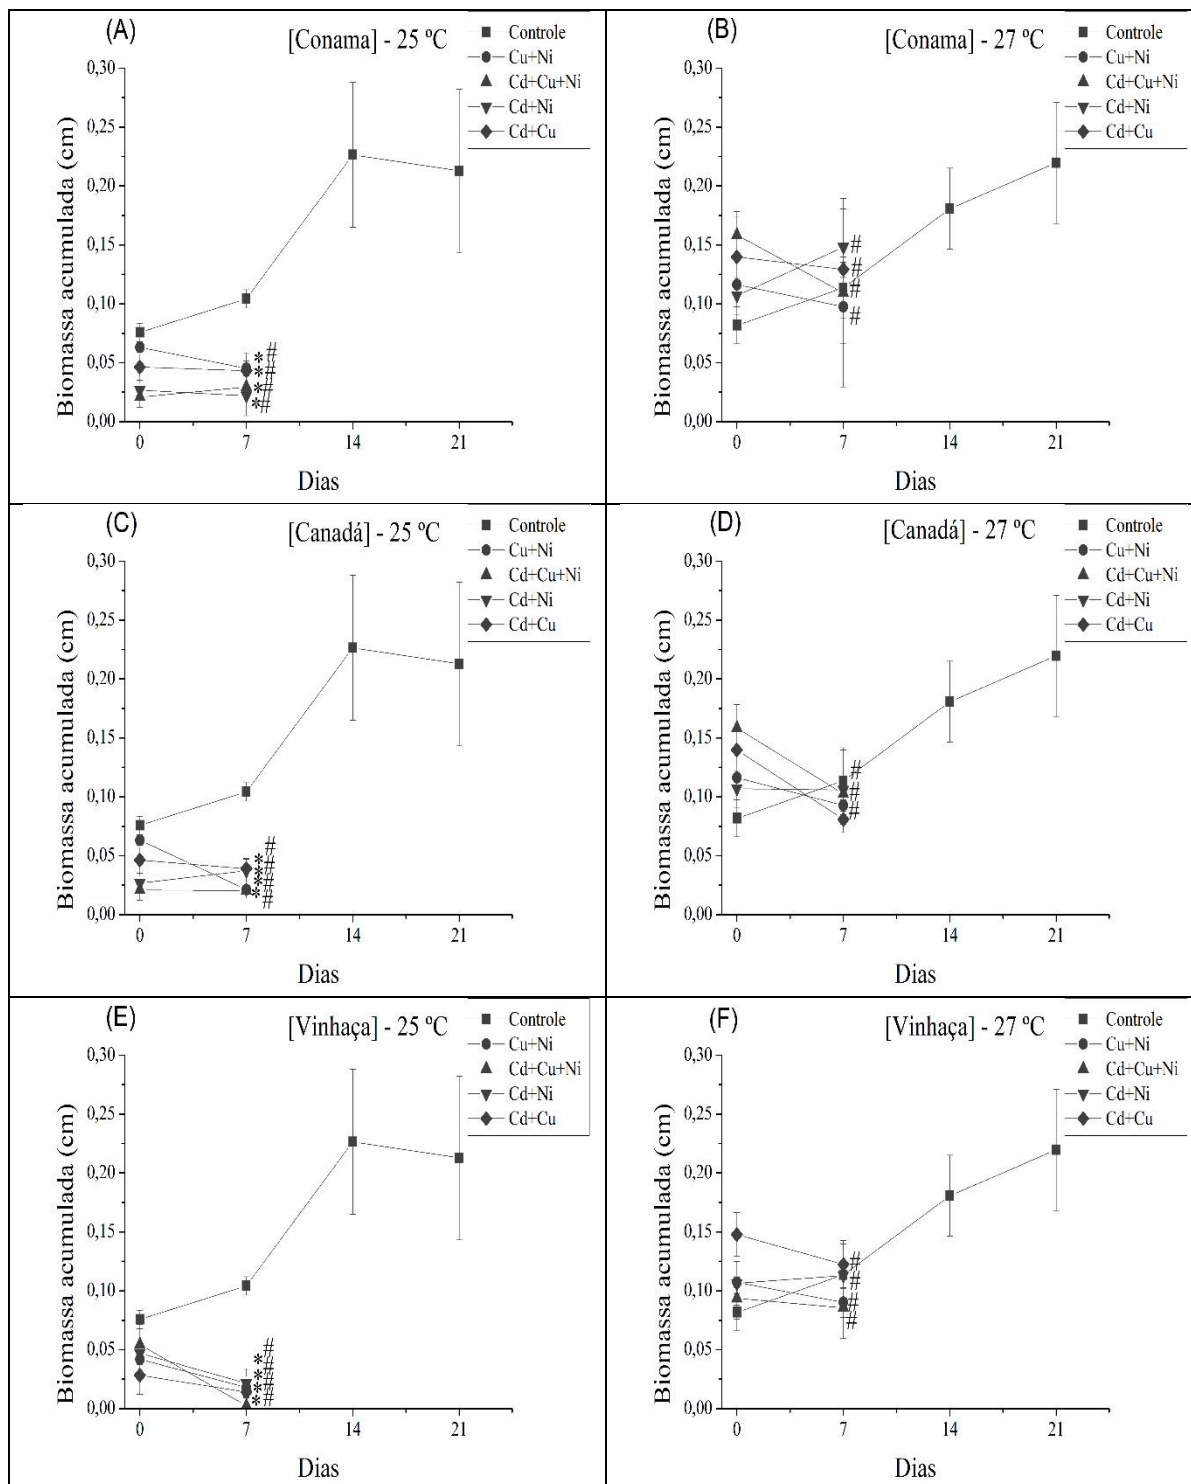 (A)
[Conama] - 25 ºC
Controle
Cu+Ni
Cd+Cu+Ni
Cd+Ni
Cd+Cu
Biomassa acumulada (cm)
0,30
0,25
0,20
0,15
0,10
0,05
0,00
*#
*#
*#
*#
0 7 14 21
Dias
(B)
[Conama] - 27 ºC
Controle
Cu+Ni
Cd+Cu+Ni
Cd+Ni
Cd+Cu
Biomassa acumulada (cm)
0,30
0,25
0,20
0,15
0,10
0,05
0,00
#
#
#
#
0 7 14 21
Dias
(C)
[Canadá] - 25 ºC
Controle
Cu+Ni
Cd+Cu+Ni
Cd+Ni
Cd+Cu
Biomassa acumulada (cm)
0,30
0,25
0,20
0,15
0,10
0,05
0,00
#
*#
*#
*#
*#
0 7 14 21
Dias
(D)
[Canadá] - 27 ºC
Controle
Cu+Ni
Cd+Cu+Ni
Cd+Ni
Cd+Cu
Biomassa acumulada (cm)
0,30
0,25
0,20
0,15
0,10
0,05
0,00
#
#
#
0 7 14 21
Dias
(E)
[Vinhaça] - 25 ºC
Controle
Cu+Ni
Cd+Cu+Ni
Cd+Ni
Cd+Cu
Biomassa acumulada (cm)
0,30
0,25
0,20
0,15
0,10
0,05
0,00
#
*#
*#
*#
*#
0 7 14 21
Dias
(F)
[Vinhaça] - 27 ºC
Controle
Cu+Ni
Cd+Cu+Ni
Cd+Ni
Cd+Cu
Biomassa acumulada (cm)
0,30
0,25
0,20
0,15
0,10
0,05
0,00
#
#
#
#
0 7 14 21
Dias